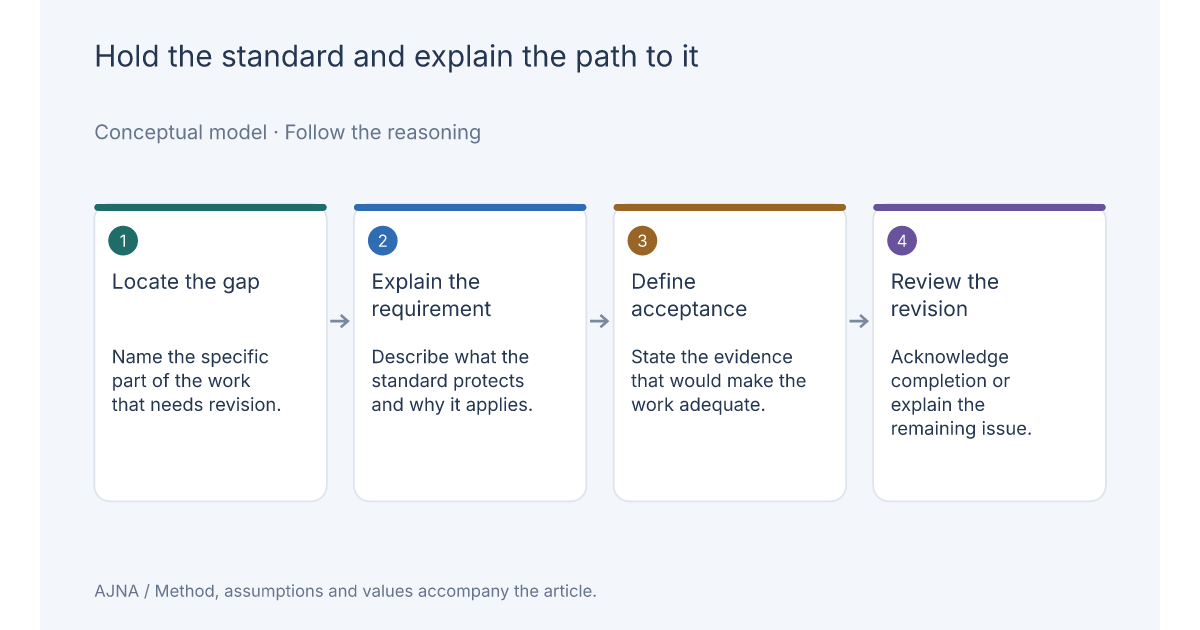 Hold the standard and explain the path to it
Conceptual model · Follow the reasoning
1
Locate the gap
Name the specific
part of the work
that needs revision.
2
Explain the
requirement
Describe what the
standard protects
and why it applies.
3
Define
acceptance
State the evidence
that would make the
work adequate.
4
Review the
revision
Acknowledge
completion or
explain the
remaining issue.
AJNA / Method, assumptions and values accompany the article.